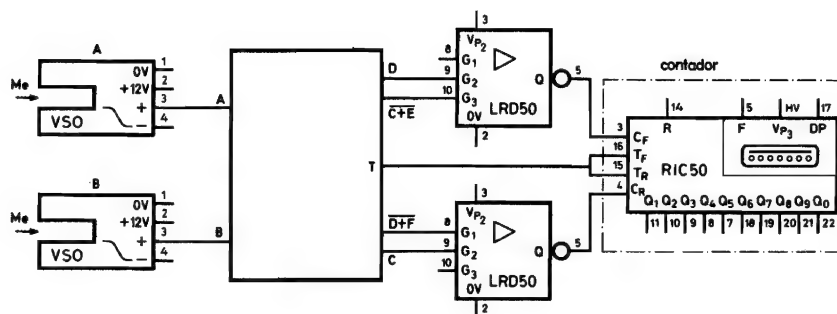 A
Me
VSO
0V 1
+12V 2
+ 3
- 4
A
B
Me
VSO
0V 1
+12V 2
+ 3
- 4
B
T
D
C+E
D+F
C
3
VP2
8 G1
9 G2
10 G3
LRD50
0V
2
Q
5
3
VP2
8 G1
9 G2
10 G3
LRD50
0V
2
Q
5
contador
14 5 HV 17
R F VP3 DP
3 CF
16 TF
15 TR
4 CR
RIC50
Q1 Q2 Q3 Q4 Q5 Q6 Q7 Q8 Q9 Q0
11 10 9 8 7 18 19 20 21 22